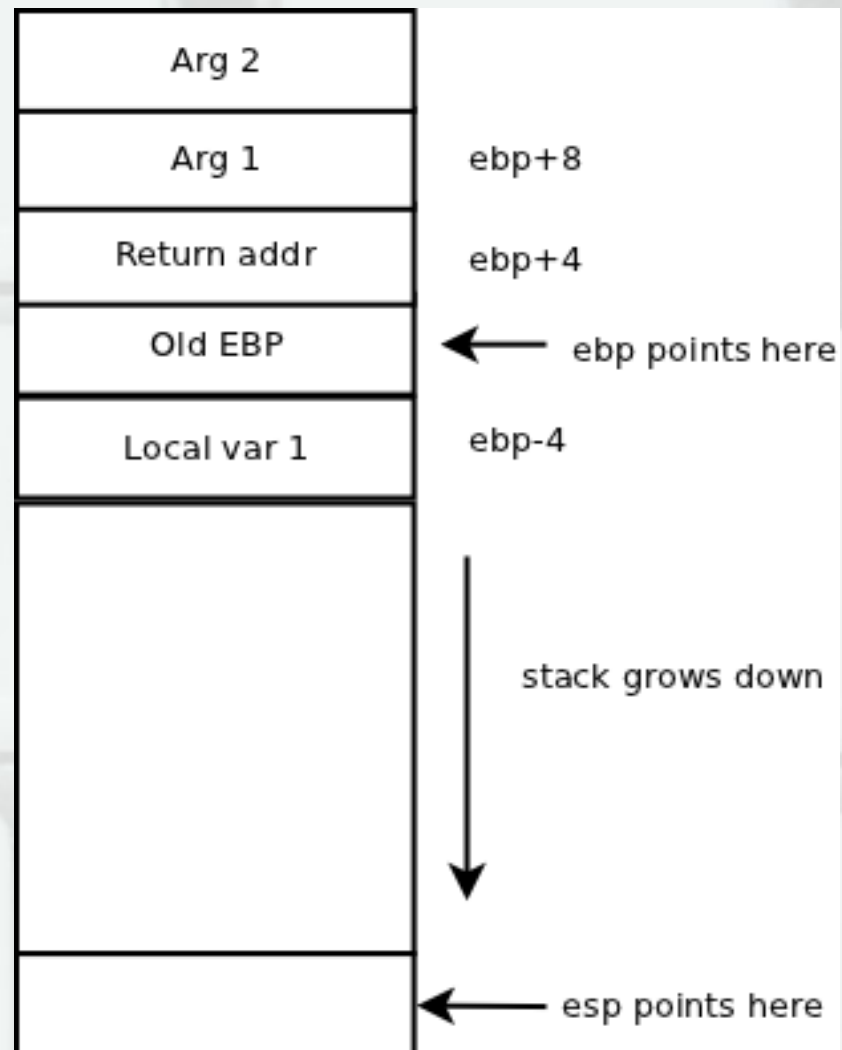 Arg 2
Arg 1 ebp+8
Return addr ebp+4
Old EBP ebp points here
Local var 1 ebp-4
stack grows down
esp points here